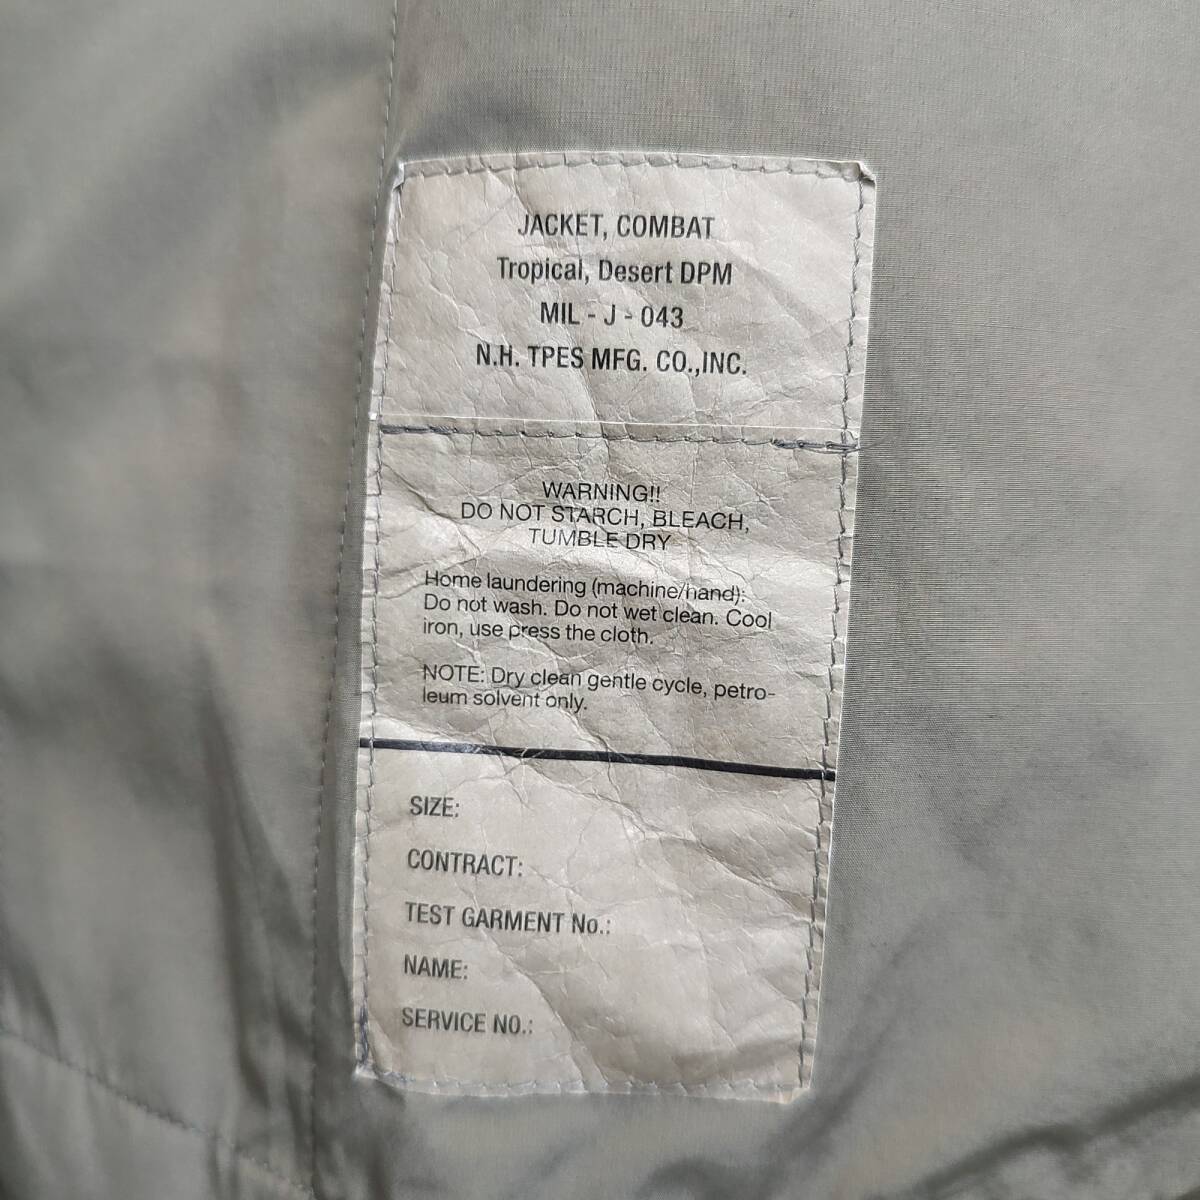 JACKET, COMBAT
Tropical, Desert DPM
MIL - J - 043
N.H. TPES MFG. CO.,INC.
WARNING!!
DO NOT STARCH, BLEACH,
TUMBLE DRY
Home laundering (machine/hand):
Do not wash. Do not wet clean. Cool
iron, use press the cloth.
NOTE: Dry clean gentle cycle, petro-
leum solvent only.
SIZE:
CONTRACT:
TEST GARMENT No.:
NAME:
SERVICE NO.: